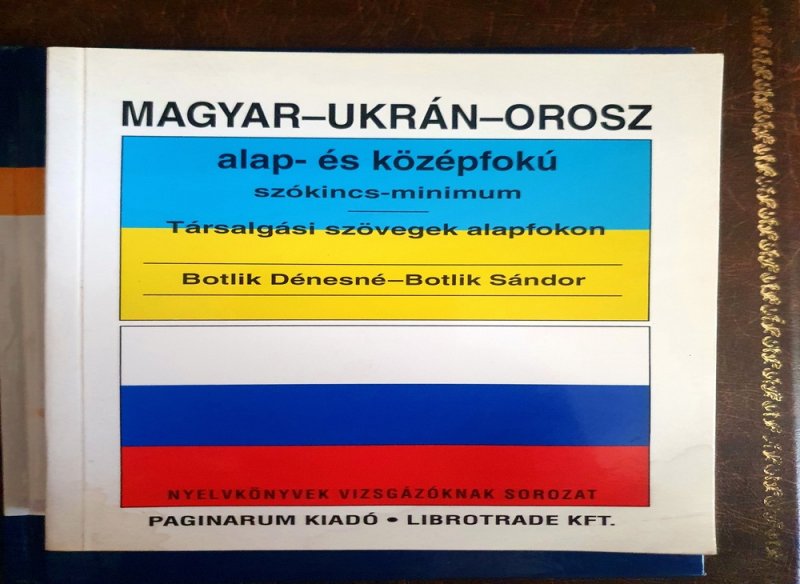 MAGYAR–UKRÁN–OROSZ
alap- és középfokú
szókincs-minimum
Társalgási szövegek alapfokon
Botlik Dénesné–Botlik Sándor
NYELVKÖNYVEK VIZSGÁZÓKNAK SOROZAT
PAGINARUM KIADÓ • LIBROTRADE KFT.